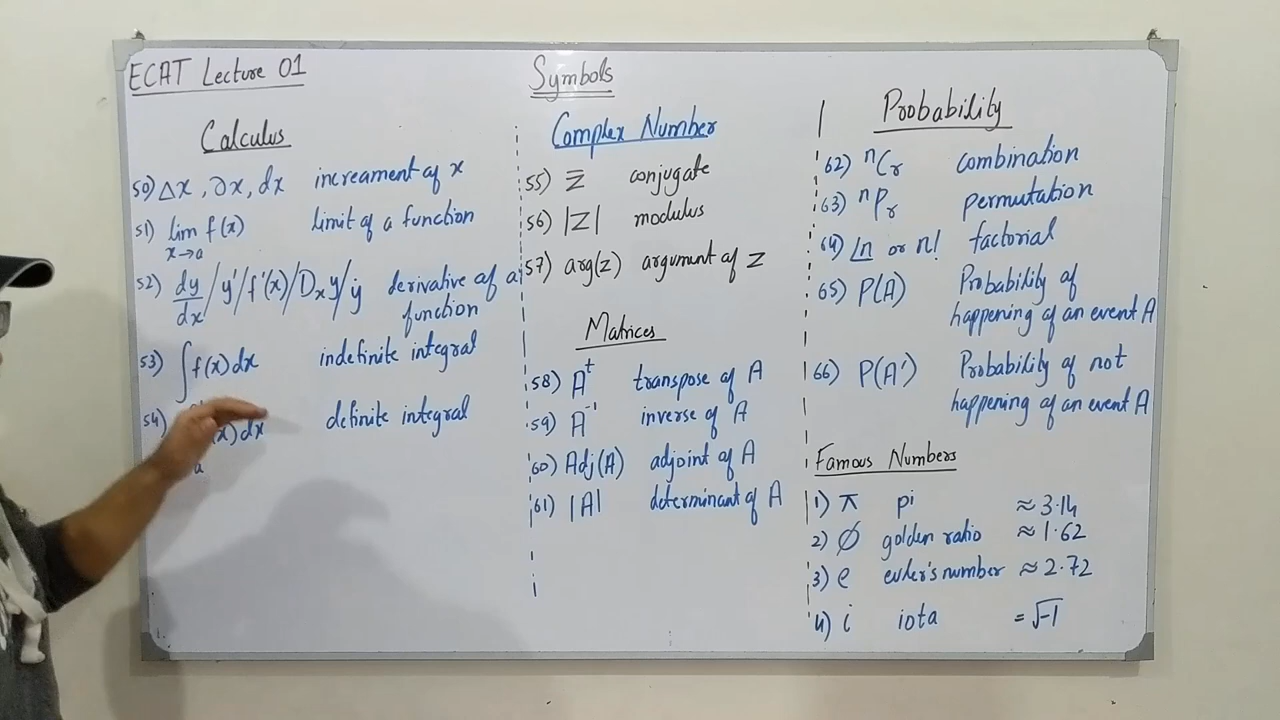 ECAT Lecture 01
Symbols
Calculus
50) Δx, ∂x, dx increament of x
51) lim f(x) limit of a function
x→a
52) dy/dx / y' / f'(x) / Dxy / ẏ derivative of a
function
53) ∫f(x)dx indefinite integral
54) (x)dx definite integral
a
Complex Number
55) z̅ conjugate
56) |Z| modulus
57) arg(z) argument of Z
Matrices
58) Aᵗ transpose of A
59) A⁻¹ inverse of A
60) Adj(A) adjoint of A
61) |A| determinant of A
Probability
62) ⁿCᵣ combination
63) ⁿPᵣ permutation
64) ⌊n or n! factorial
65) P(A) Probability of
happening of an event A
66) P(A') Probability of not
happening of an event A
Famous Numbers
1) π pi ≈ 3.14
2) ∅ golden ratio ≈ 1.62
3) e euler's number ≈ 2.72
4) i iota = √-1